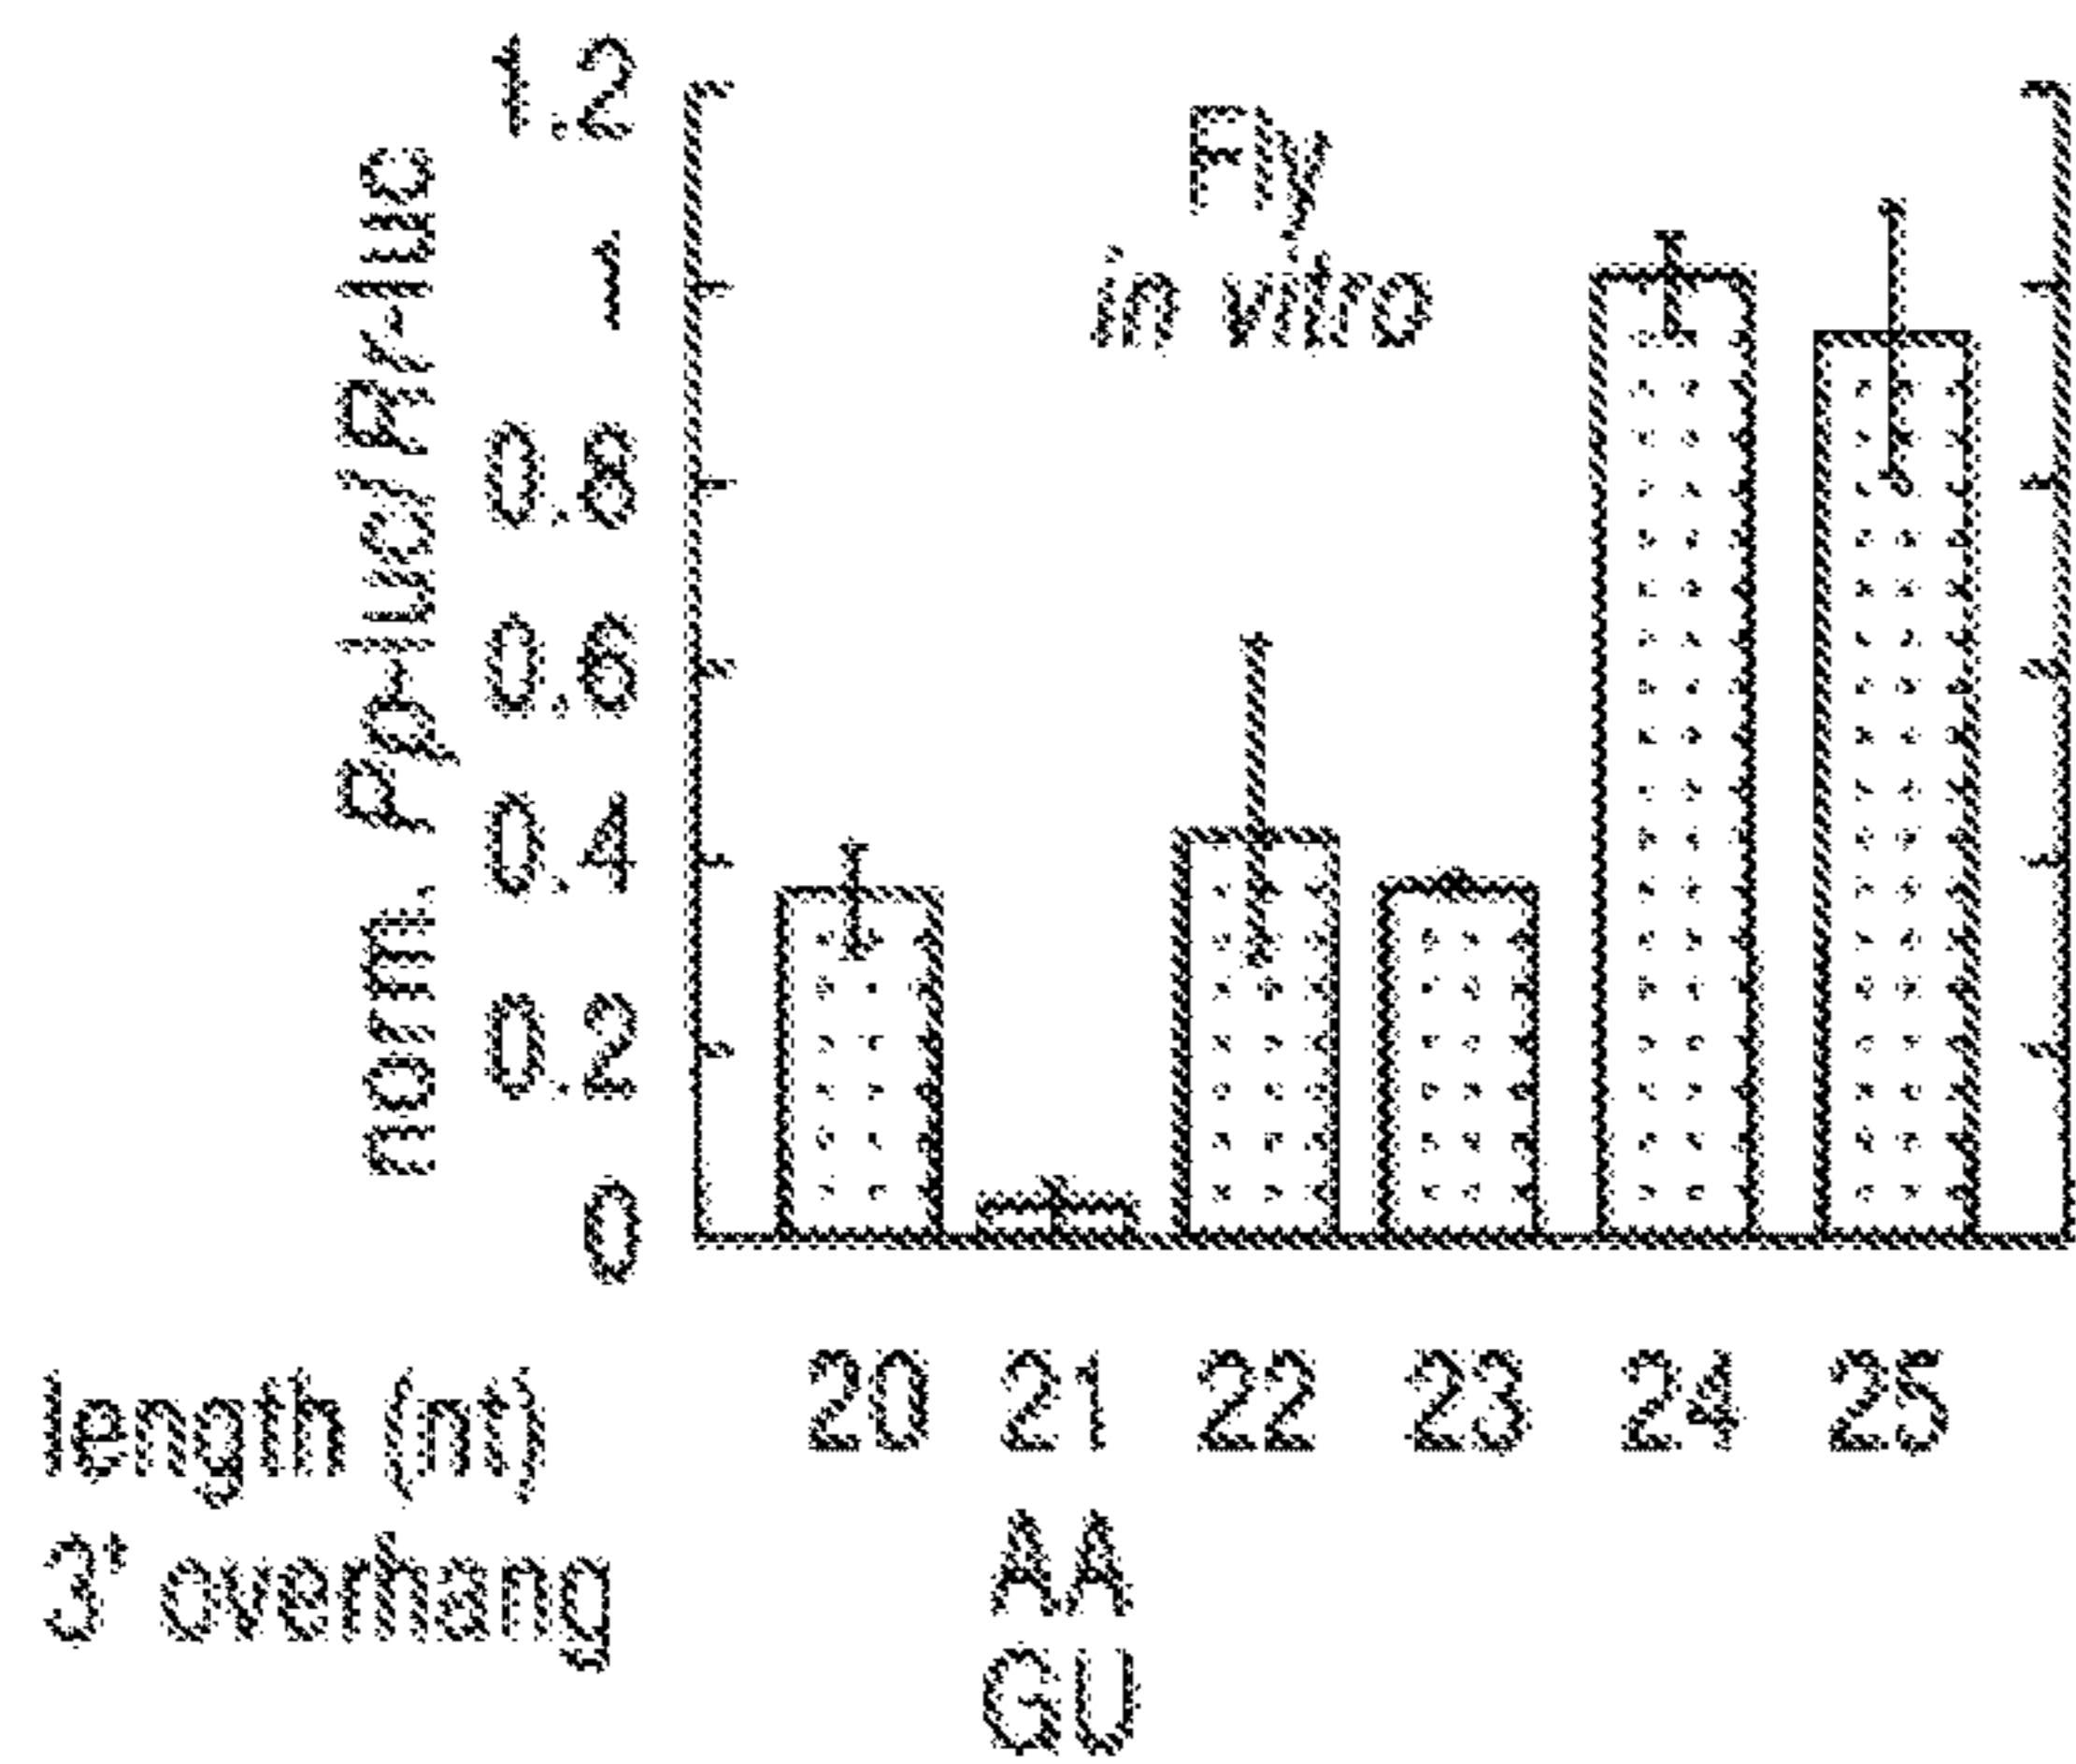 norm. Pp-luc/Rr-luc
1.2
1
0.8
0.6
0.4
0.2
0
Fly
in vitro
length (nt) 20 21 22 23 24 25
3' overhang AA
GU